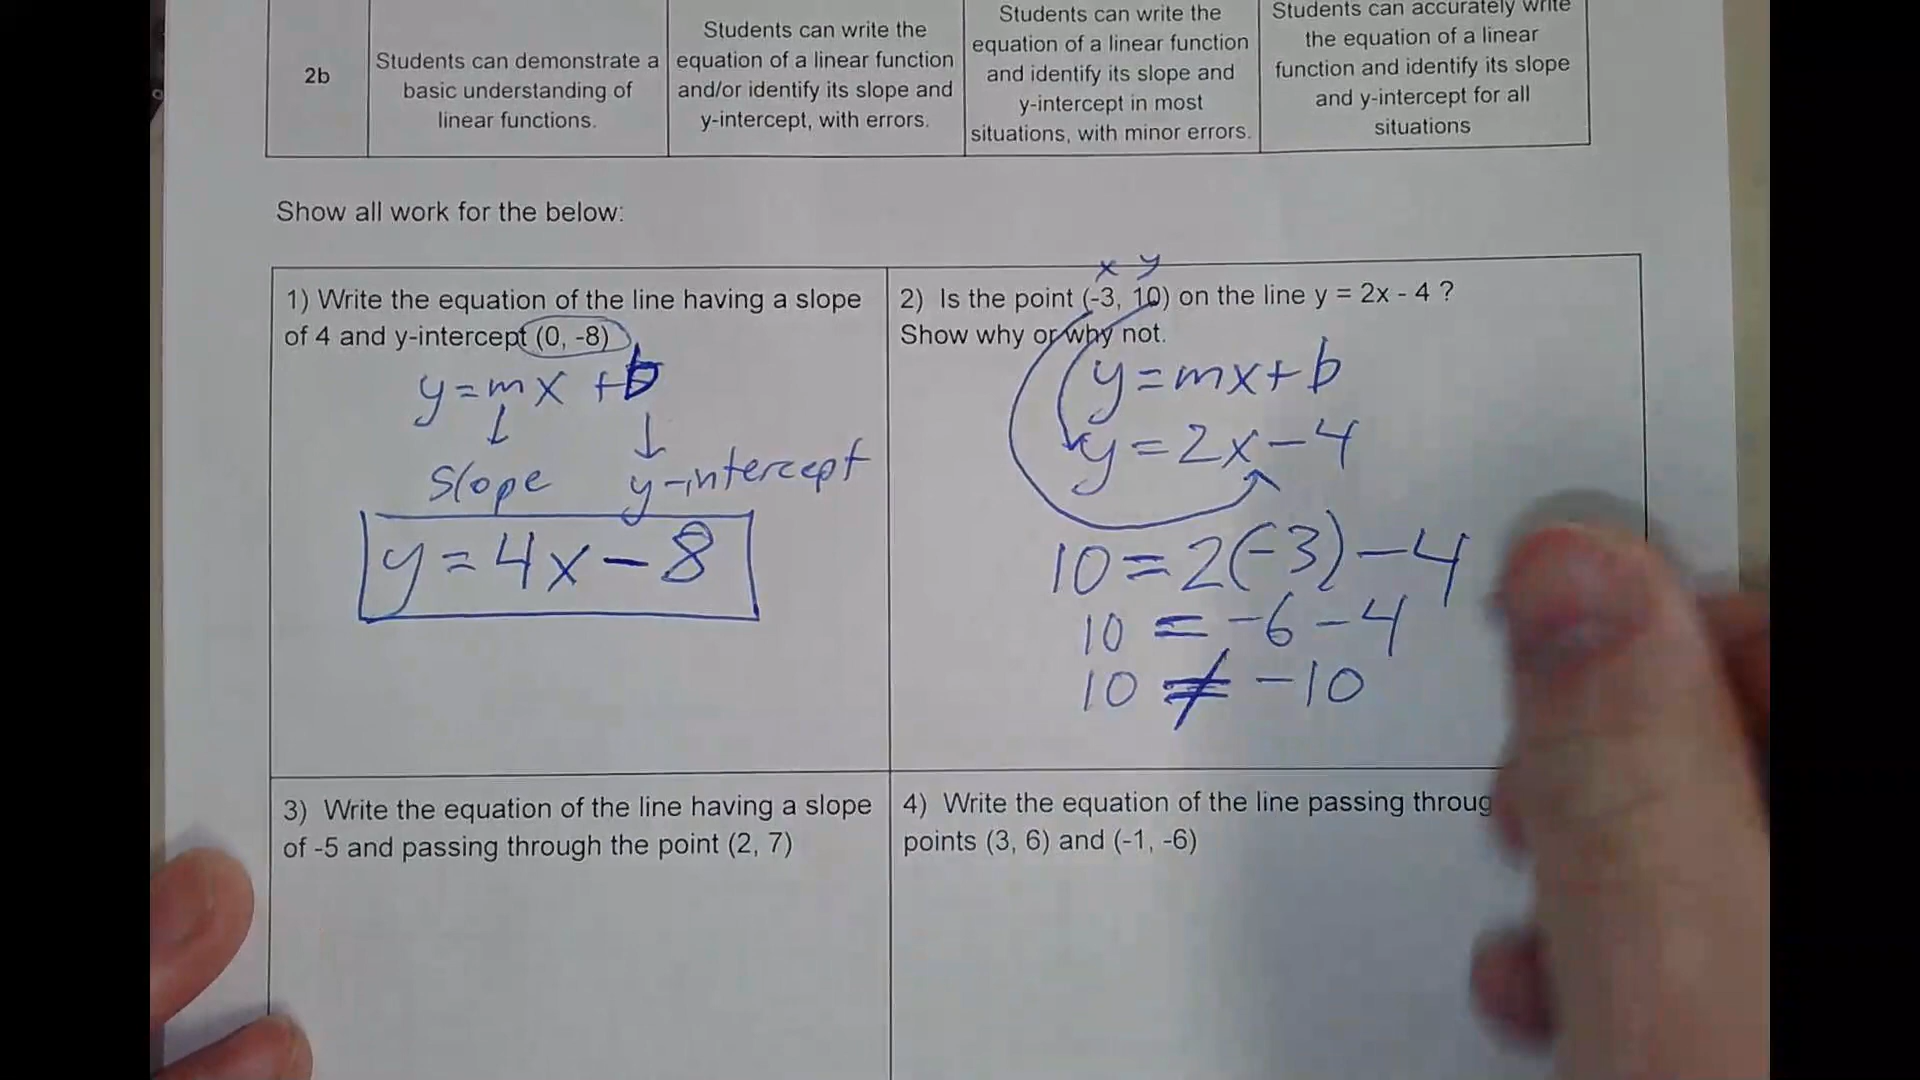 2b
Students can demonstrate a
basic understanding of
linear functions.
Students can write the
equation of a linear function
and/or identify its slope and
y-intercept, with errors.
Students can write the
equation of a linear function
and identify its slope and
y-intercept in most
situations, with minor errors.
Students can accurately write
the equation of a linear
function and identify its slope
and y-intercept for all
situations
Show all work for the below:
1) Write the equation of the line having a slope
of 4 and y-intercept (0, -8)
y = mx + b
slope y-intercept
y = 4x - 8
x y
2) Is the point (-3, 10) on the line y = 2x - 4 ?
Show why or why not.
y = mx + b
y = 2x - 4
10 = 2(-3) - 4
10 = -6 - 4
10 ≠ -10
3) Write the equation of the line having a slope
of -5 and passing through the point (2, 7)
4) Write the equation of the line passing
points (3, 6) and (-1, -6)